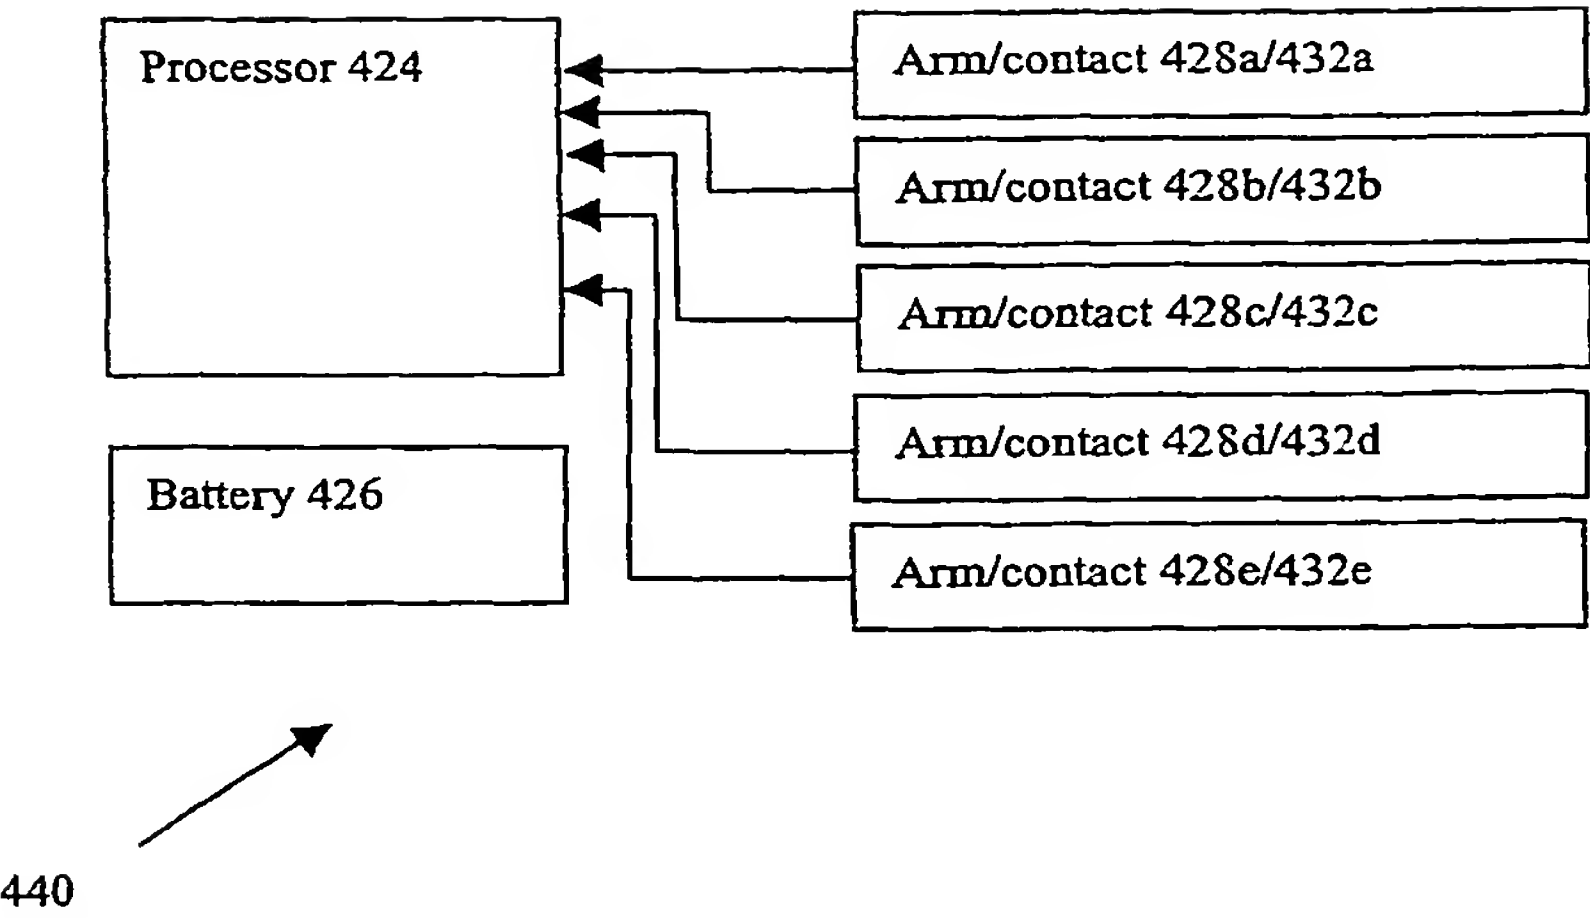 Processor 424
Arm/contact 428a/432a
Arm/contact 428b/432b
Arm/contact 428c/432c
Arm/contact 428d/432d
Battery 426
Arm/contact 428e/432e
440